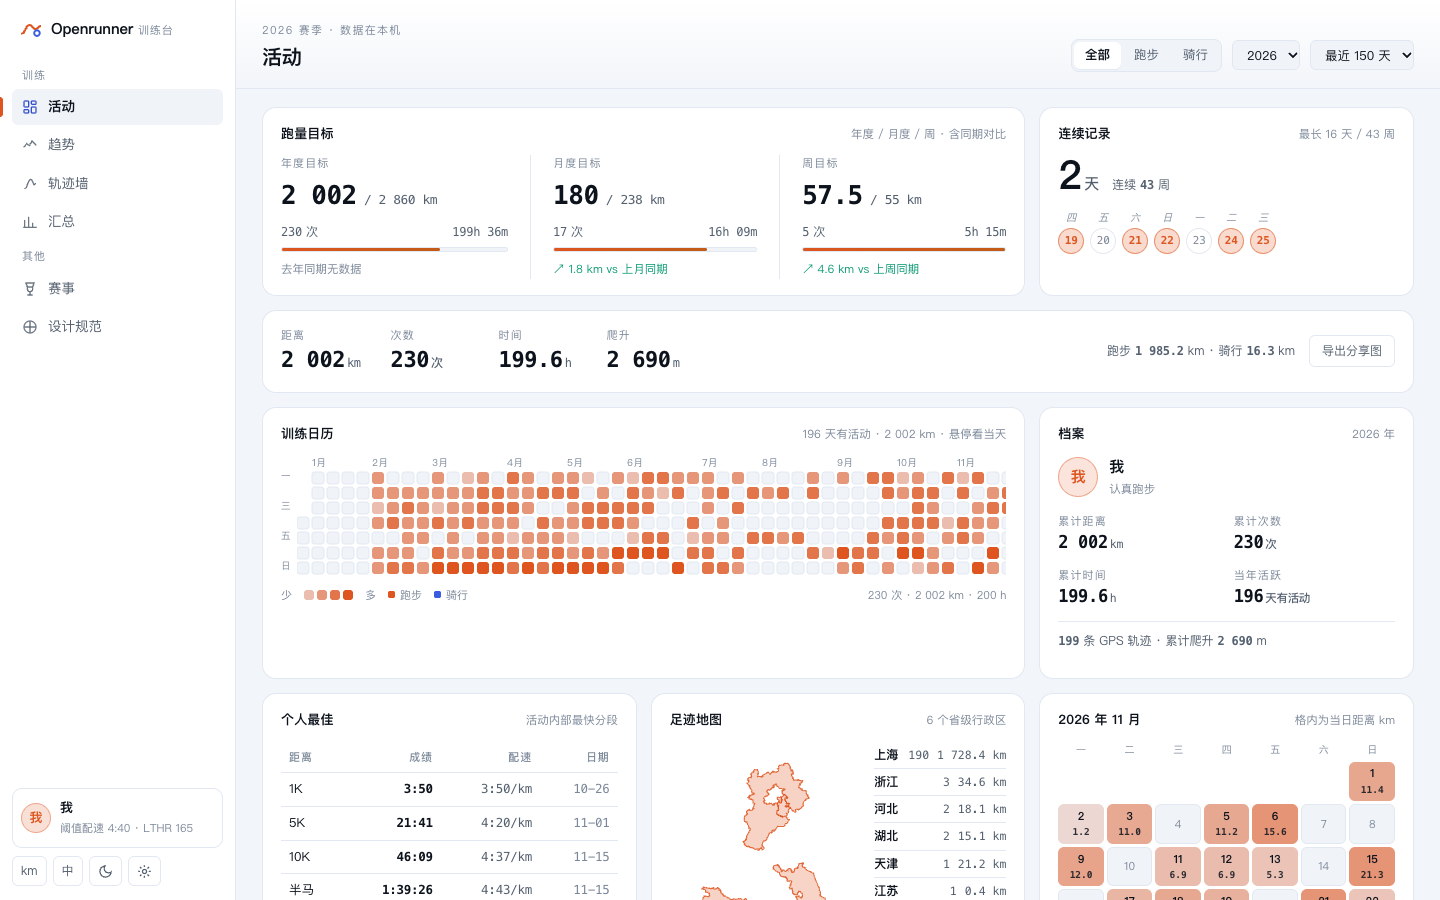 Openrunner 训练台
训练
活动
趋势
轨迹墙
汇总
其他
赛事
设计规范
我
我
阈值配速 4:40 · LTHR 165
km
中
2026 赛季 · 数据在本机
活动
全部 跑步 骑行 2026 最近 150 天
跑量目标 年度 / 月度 / 周 · 含同期对比
年度目标
2 002 / 2 860 km
230 次 199h 36m
去年同期无数据
月度目标
180 / 238 km
17 次 16h 09m
↗ 1.8 km vs 上月同期
周目标
57.5 / 55 km
5 次 5h 15m
↗ 4.6 km vs 上周同期
连续记录 最长 16 天 / 43 周
2天 连续 43 周
四 五 六 日 一 二 三
19 20 21 22 23 24 25
距离 次数 时间 爬升
2 002km 230次 199.6h 2 690m
跑步 1 985.2 km · 骑行 16.3 km 导出分享图
训练日历 196 天有活动 · 2 002 km · 悬停看当天
1月 2月 3月 4月 5月 6月 7月 8月 9月 10月 11月
一
三
五
日
少 多 跑步 骑行 230 次 · 2 002 km · 200 h
档案 2026 年
我
我
认真跑步
累计距离 累计次数
2 002km 230次
累计时间 当年活跃
199.6h 196天有活动
199 条 GPS 轨迹 · 累计爬升 2 690 m
个人最佳 活动内部最快分段
距离 成绩 配速 日期
1K 3:50 3:50/km 10-26
5K 21:41 4:20/km 11-01
10K 46:09 4:37/km 11-15
半马 1:39:26 4:43/km 11-15
足迹地图 6 个省级行政区
上海 190 1 728.4 km
浙江 3 34.6 km
河北 2 18.1 km
湖北 2 15.1 km
天津 1 21.2 km
江苏 1 0.4 km
2026 年 11 月 格内为当日距离 km
一 二 三 四 五 六 日
1
11.4
2 3 4 5 6 7 8
1.2 11.0 11.2 15.6
9 10 11 12 13 14 15
12.0 6.9 6.9 5.3 21.3